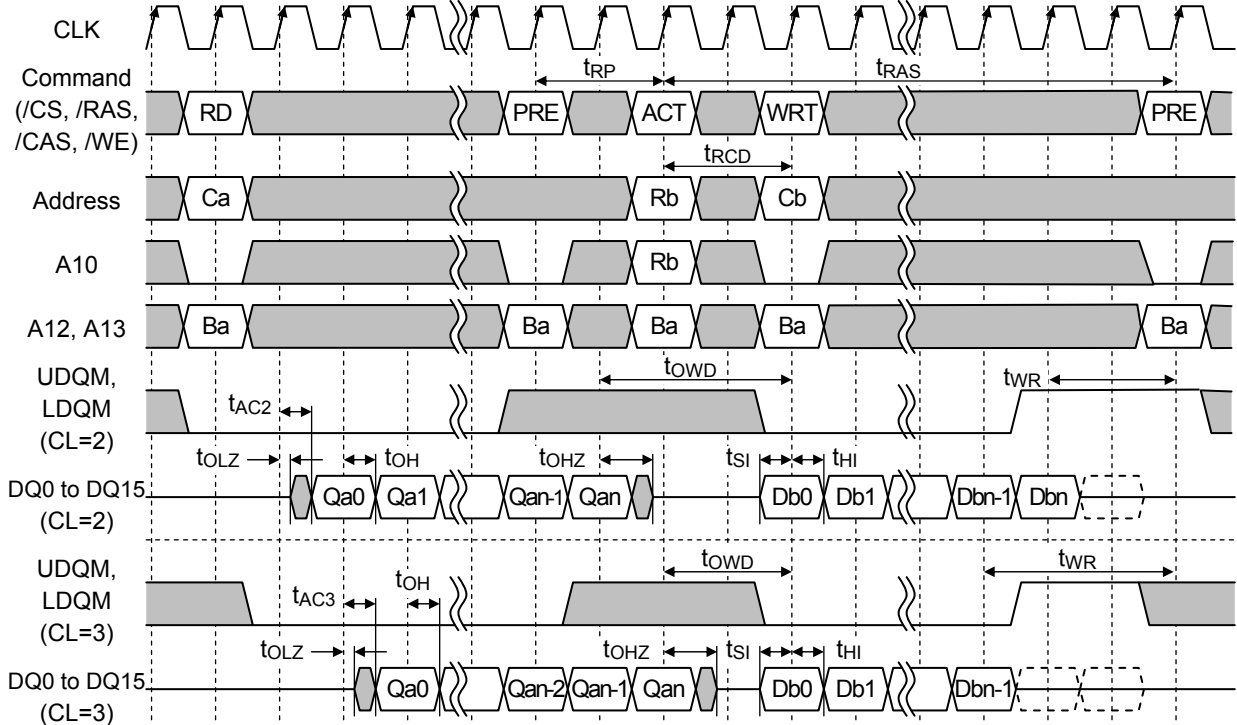 CLK
Command
(/CS, /RAS,
/CAS, /WE)
tRP
tRAS
RD
PRE
ACT
WRT
PRE
tRCD
Address
Ca
Rb
Cb
A10
Rb
A12, A13
Ba
Ba
Ba
Ba
Ba
UDQM,
LDQM
(CL=2)
tAC2
tOWD
tWR
tOLZ
tOH
tOHZ
tSI
tHI
DQ0 to DQ15
(CL=2)
Qa0
Qa1
Qan-1
Qan
Db0
Db1
Dbn-1
Dbn
UDQM,
LDQM
(CL=3)
tAC3
tOH
tOWD
tWR
tOLZ
tOHZ
tSI
tHI
DQ0 to DQ15
(CL=3)
Qa0
Qan-2
Qan-1
Qan
Db0
Db1
Dbn-1